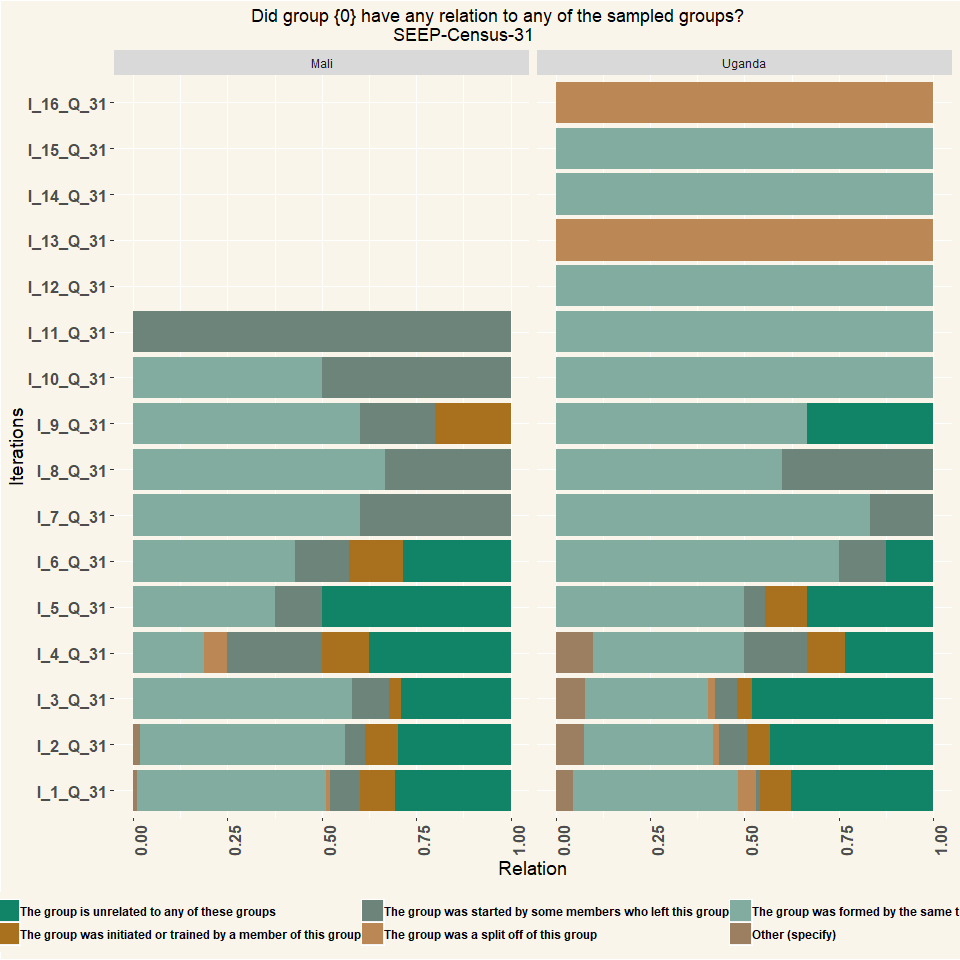 Did group {0} have any relation to any of the sampled groups?
SEEP-Census-31
Mali
Uganda
I_16_Q_31
I_15_Q_31
I_14_Q_31
I_13_Q_31
I_12_Q_31
I_11_Q_31
I_10_Q_31
I_9_Q_31
I_8_Q_31
I_7_Q_31
I_6_Q_31
I_5_Q_31
I_4_Q_31
I_3_Q_31
I_2_Q_31
I_1_Q_31
Iterations
0.00 0.25 0.50 0.75 1.00
0.00 0.25 0.50 0.75 1.00
Relation
The group is unrelated to any of these groups
The group was started by some members who left this group
The group was formed by the same t
The group was initiated or trained by a member of this group
The group was a split off of this group
Other (specify)